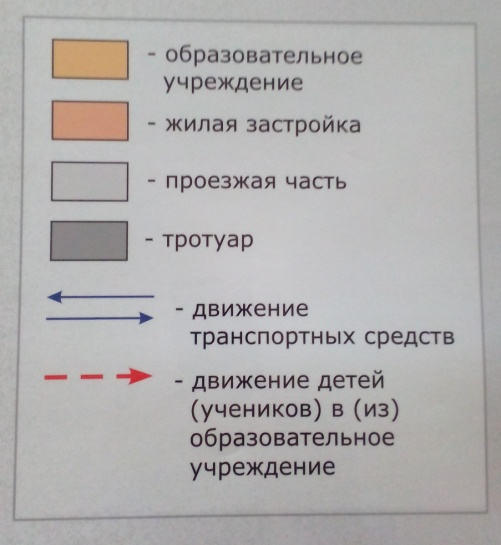 - образовательное
учреждение
- жилая застройка
- проезжая часть
- тротуар
- движение
транспортных средств
- движение детей
(учеников) в (из)
образовательное
учреждение